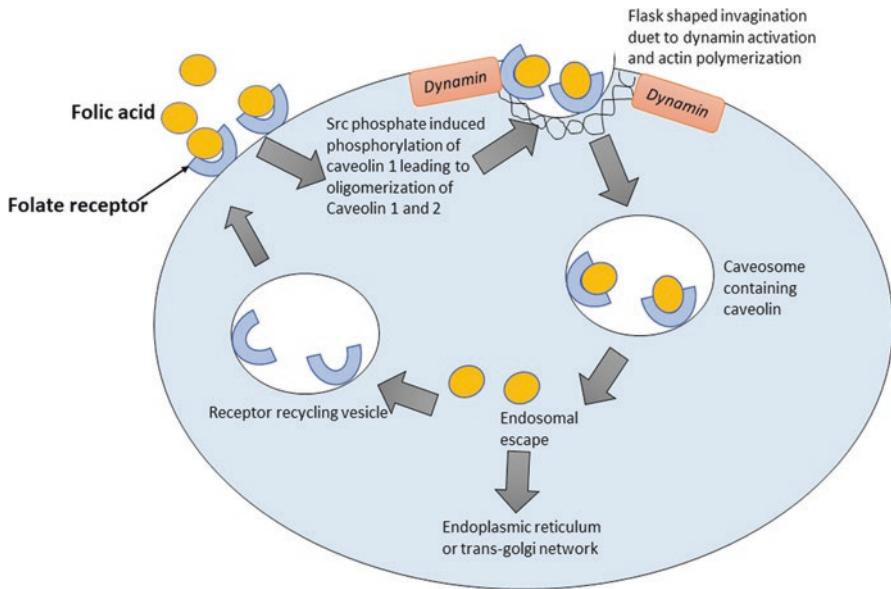 Flask shaped invagination
duet to dynamin activation
and actin polymerization
Dynamin
Dynamin
Folic acid
Src phosphate induced
phosphorylation of
caveolin 1 leading to
oligomerization of
Caveolin 1 and 2
Folate receptor
Caveosome
containing
caveolin
Receptor recycling vesicle
Endosomal
escape
Endoplasmic reticulum
or trans-golgi network